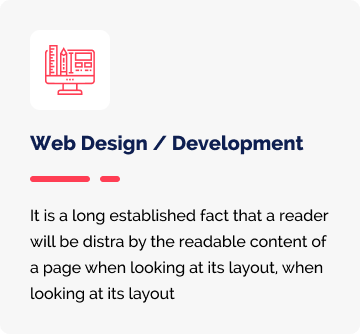 Web Design / Development
It is a long established fact that a reader
will be distra by the readable content of
a page when looking at its layout, when
looking at its layout